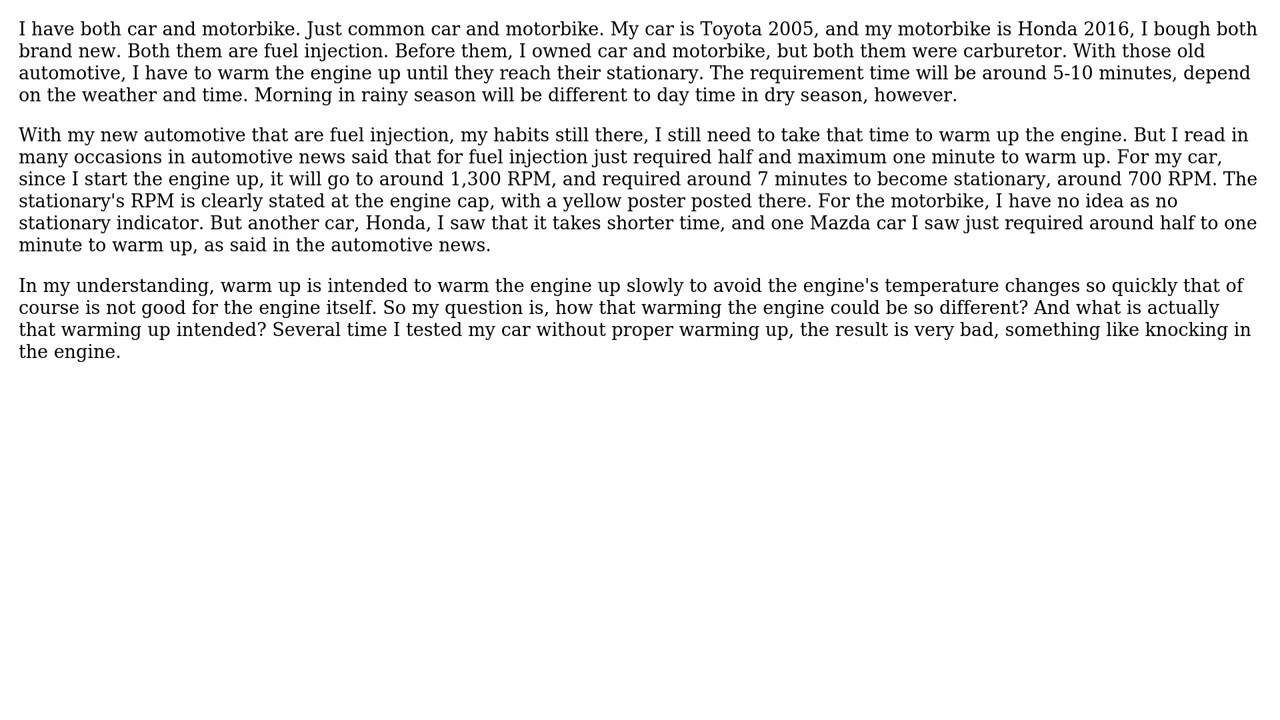 I have both car and motorbike. Just common car and motorbike. My car is Toyota 2005, and my motorbike is Honda 2016, I bough both
brand new. Both them are fuel injection. Before them, I owned car and motorbike, but both them were carburetor. With those old
automotive, I have to warm the engine up until they reach their stationary. The requirement time will be around 5-10 minutes, depend
on the weather and time. Morning in rainy season will be different to day time in dry season, however.
With my new automotive that are fuel injection, my habits still there, I still need to take that time to warm up the engine. But I read in
many occasions in automotive news said that for fuel injection just required half and maximum one minute to warm up. For my car,
since I start the engine up, it will go to around 1,300 RPM, and required around 7 minutes to become stationary, around 700 RPM. The
stationary's RPM is clearly stated at the engine cap, with a yellow poster posted there. For the motorbike, I have no idea as no
stationary indicator. But another car, Honda, I saw that it takes shorter time, and one Mazda car I saw just required around half to one
minute to warm up, as said in the automotive news.
In my understanding, warm up is intended to warm the engine up slowly to avoid the engine's temperature changes so quickly that of
course is not good for the engine itself. So my question is, how that warming the engine could be so different? And what is actually
that warming up intended? Several time I tested my car without proper warming up, the result is very bad, something like knocking in
the engine.